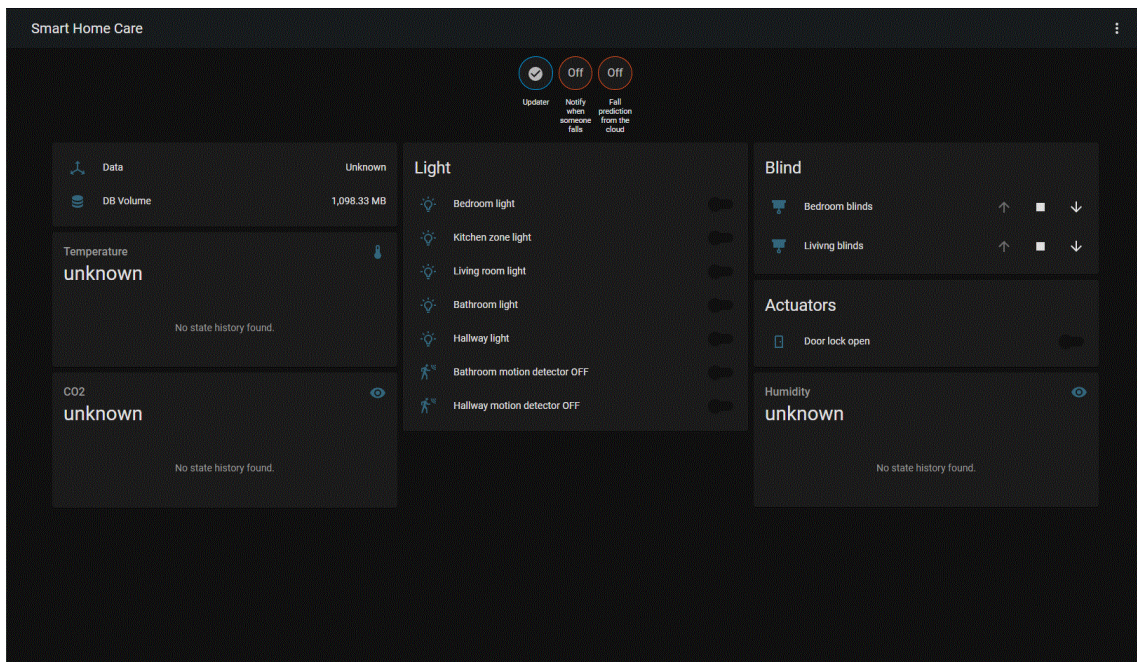 Smart Home Care
Off
Off
Updater
Notify
when
someone
falls
Fall
prediction
from the
cloud
Data Unknown
DB Volume 1,098.33 MB
Temperature
unknown
No state history found.
CO2
unknown
No state history found.
Light
Bedroom light
Kitchen zone light
Living room light
Bathroom light
Hallway light
Bathroom motion detector OFF
Hallway motion detector OFF
Blind
Bedroom blinds
Livivng blinds
Actuators
Door lock open
Humidity
unknown
No state history found.